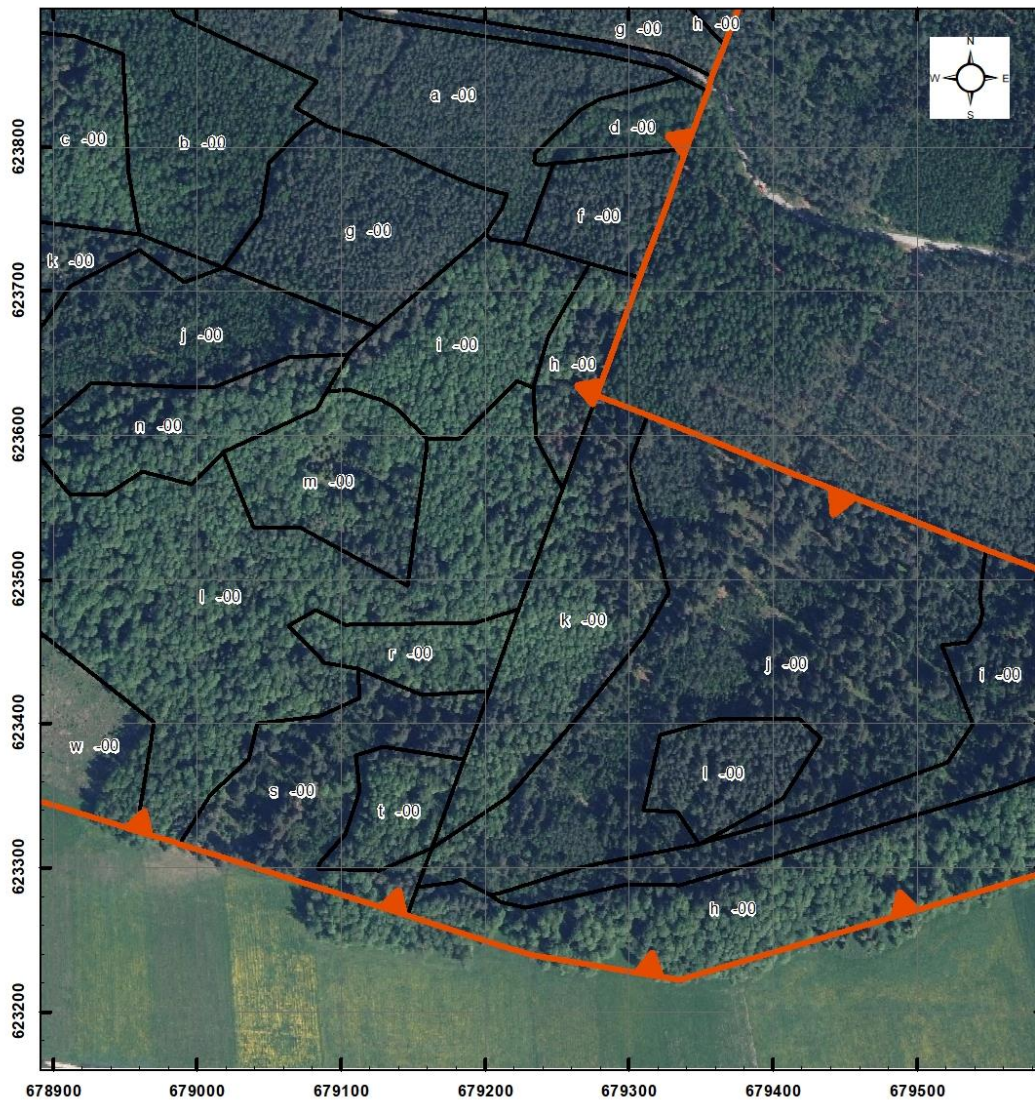 g -00
h -00
N
W
E
S
a -00
c -00
b -00
d -00
g -00
f -00
k -00
j -00
i -00
h -00
n -00
m -00
l -00
k -00
r -00
j -00
i -00
w -00
s -00
t -00
l -00
h -00
623800
623700
623600
623500
623400
623300
623200
678900
679000
679100
679200
679300
679400
679500